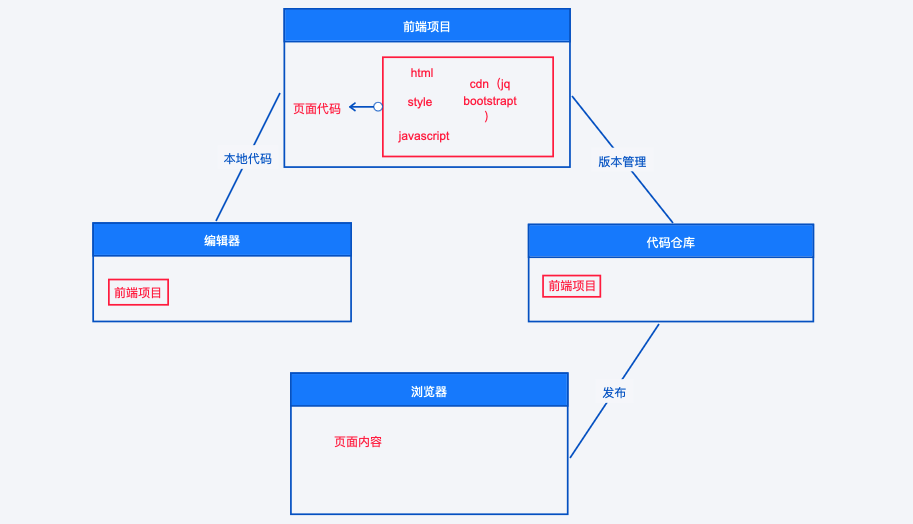 前端项目
html
cdn（jq
页面代码
style
bootstrapt
）
javascript
本地代码
版本管理
编辑器
代码仓库
前端项目
前端项目
浏览器
发布
页面内容